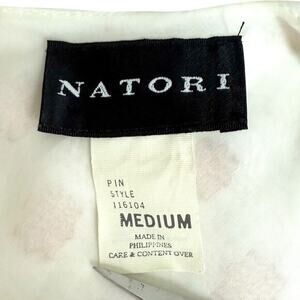 NATORI
PIN
STYLE
116104
MEDIUM
MADE IN
PHILIPPINES
CARE & CONTENT OVER